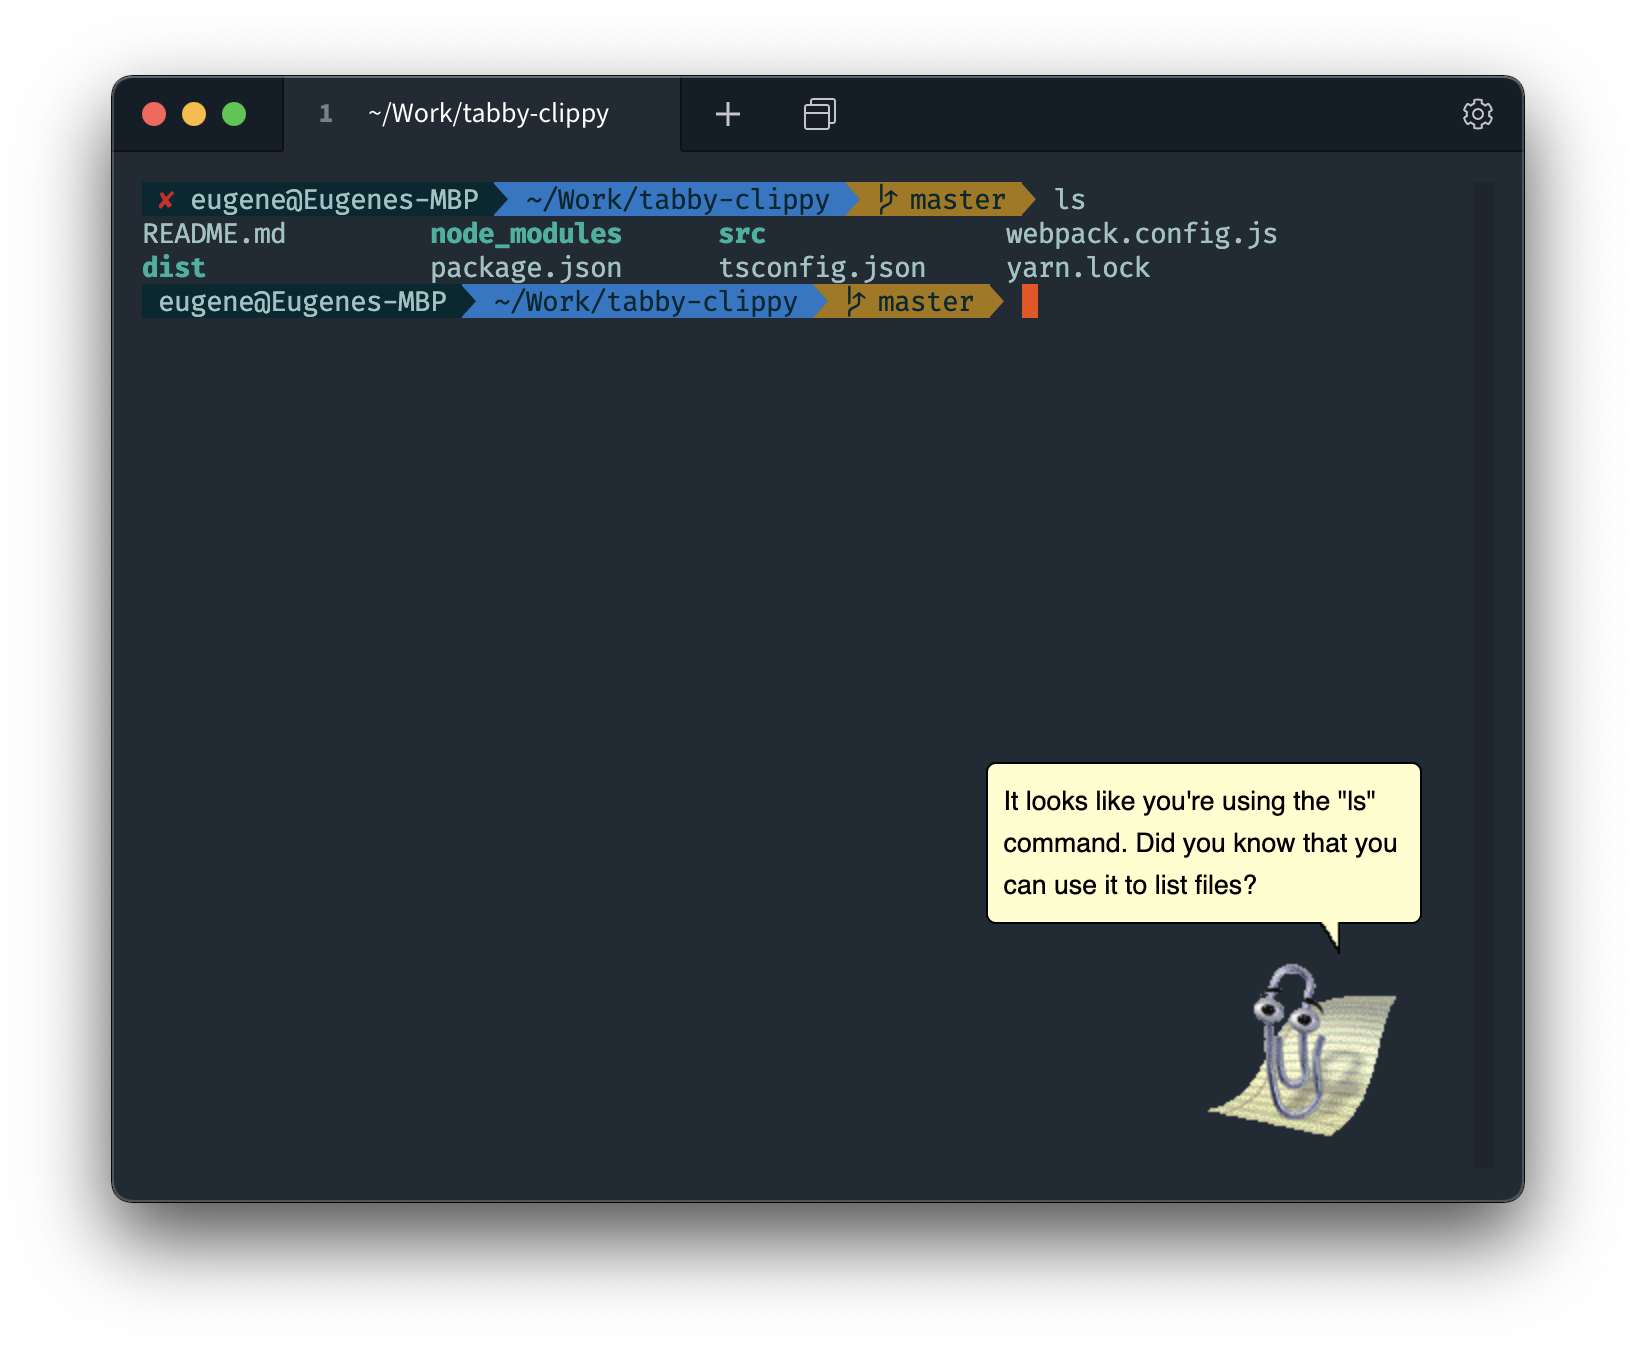 1 ~/Work/tabby-clippy
✘ eugene@Eugenes-MBP ~/Work/tabby-clippy master ls
README.md node_modules src webpack.config.js
dist package.json tsconfig.json yarn.lock
eugene@Eugenes-MBP ~/Work/tabby-clippy master
It looks like you're using the "ls"
command. Did you know that you
can use it to list files?